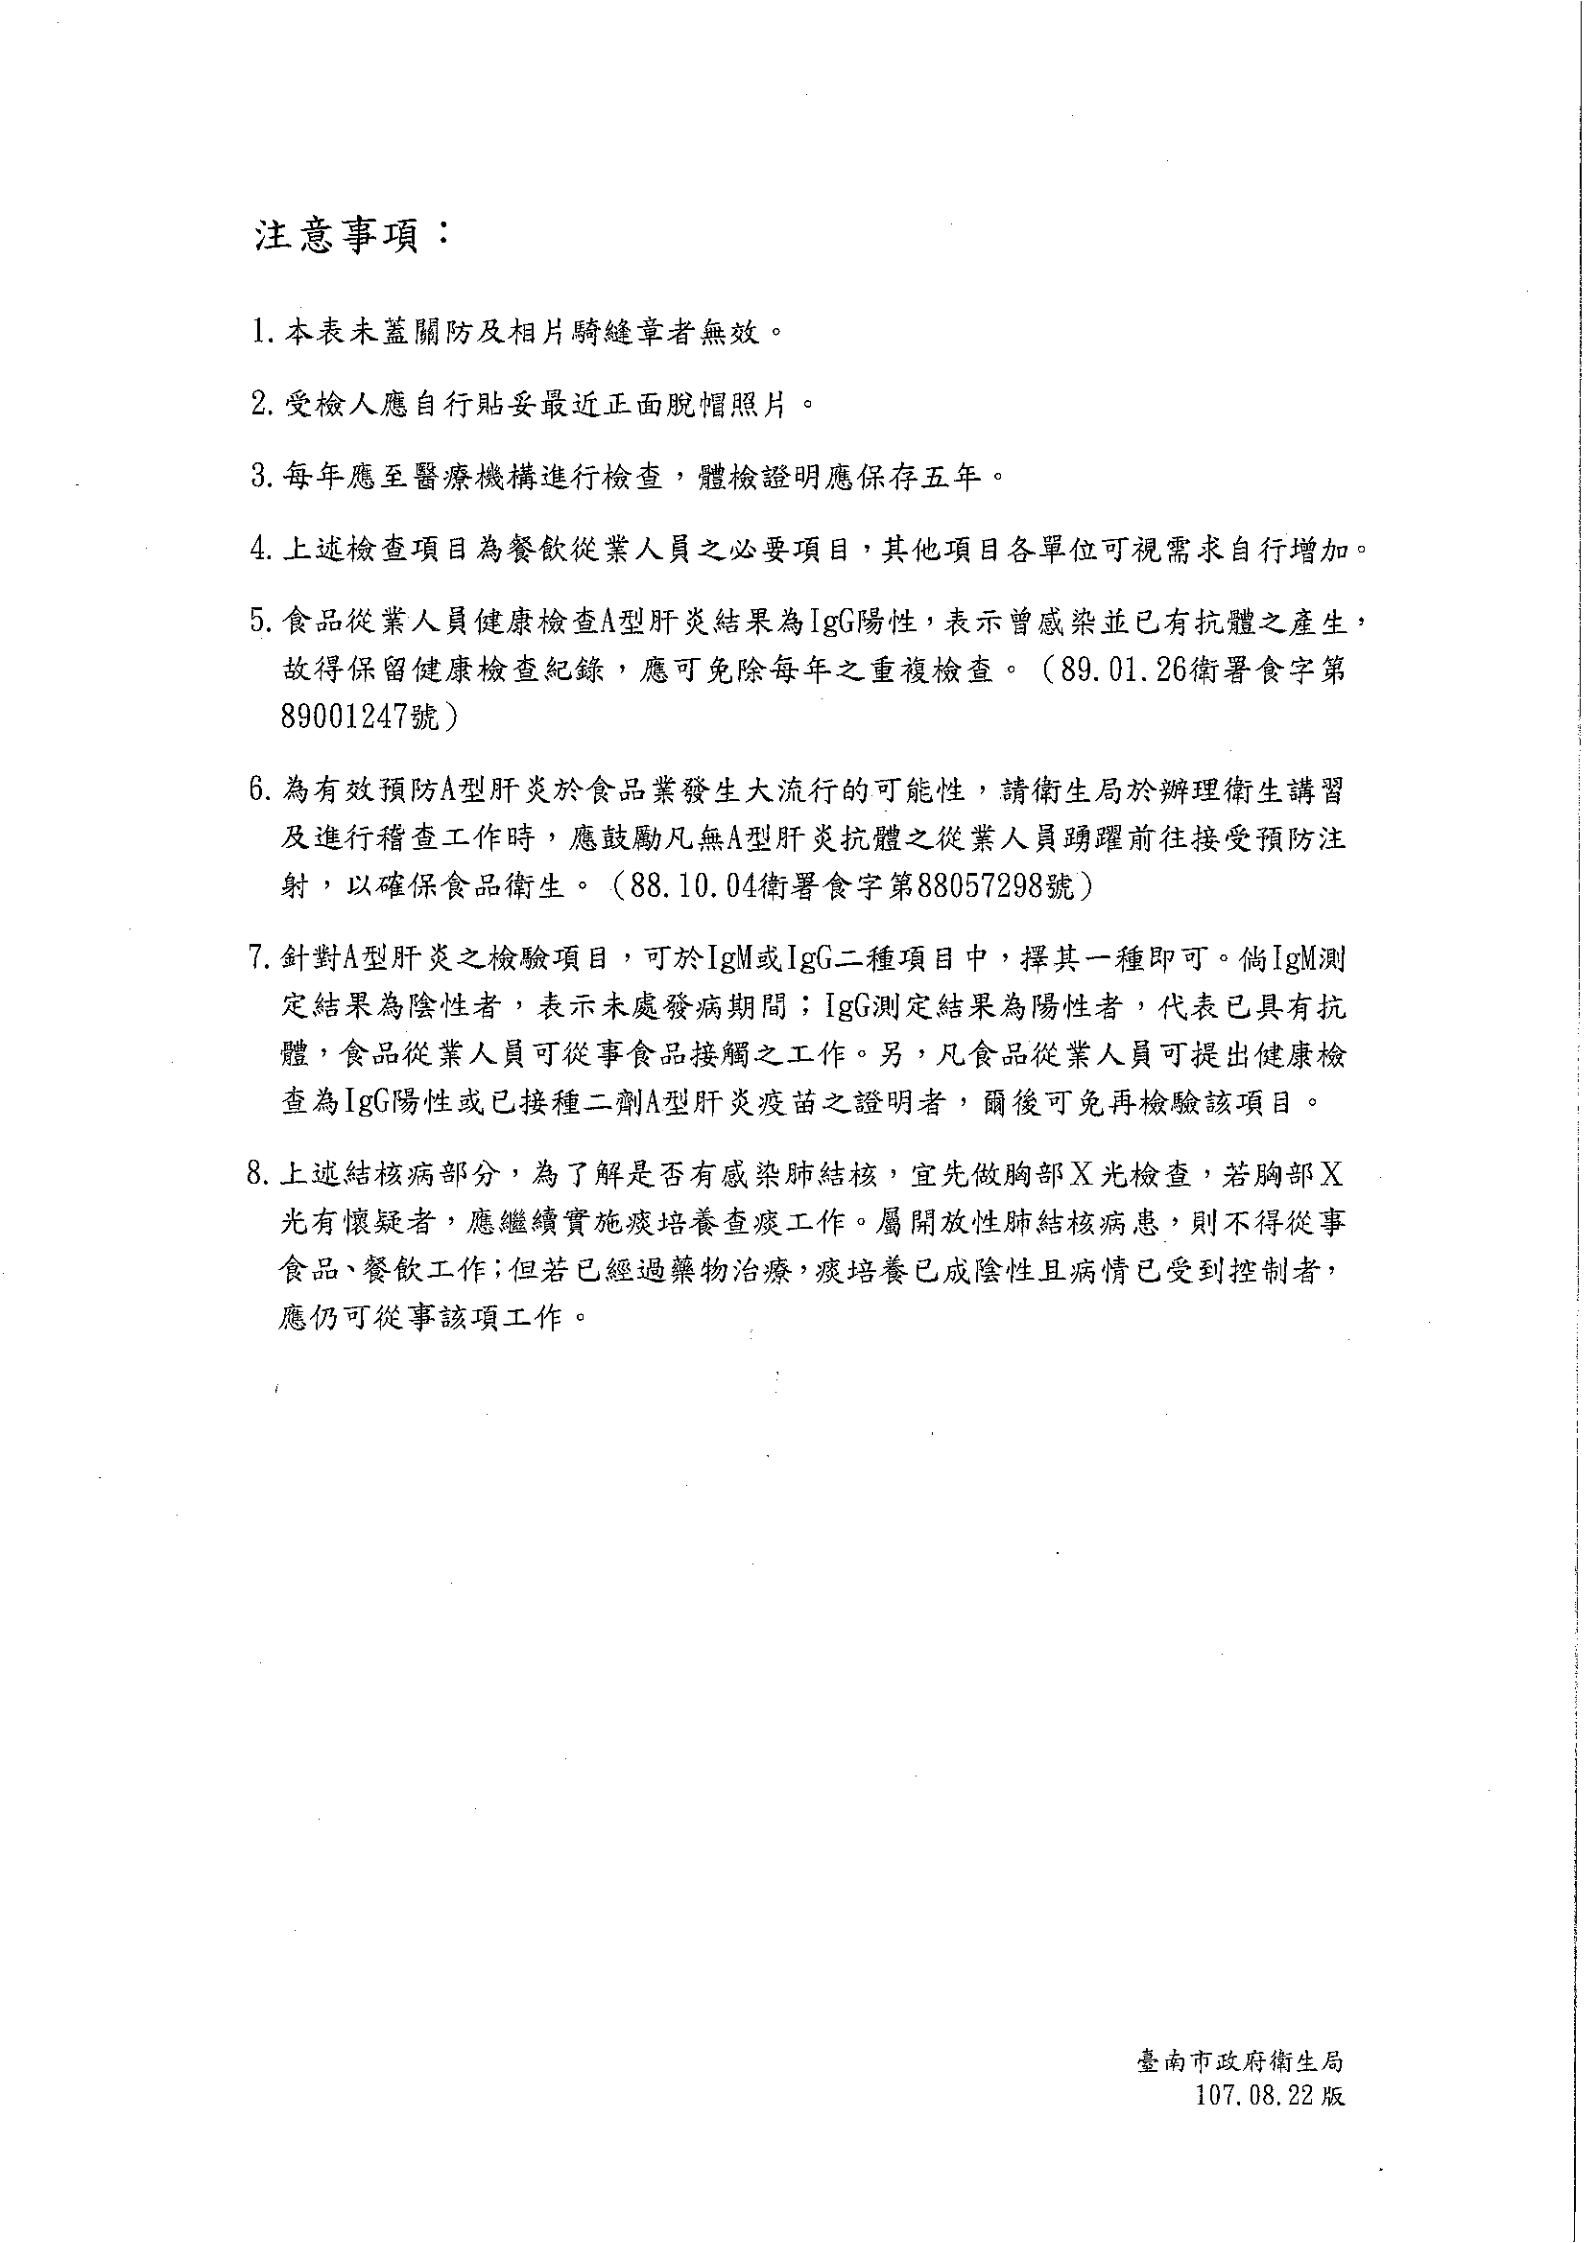 注意事項：
1. 本表未蓋關防及相片騎縫章者無效。
2. 受檢人應自行貼妥最近正面脫帽照片。
3. 每年應至醫療機構進行檢查，體檢證明應保存五年。
4. 上述檢查項目為餐飲從業人員之必要項目，其他項目各單位可視需求自行增加。
5. 食品從業人員健康檢查A型肝炎結果為IgG陽性，表示曾感染並已有抗體之產生，
故得保留健康檢查紀錄，應可免除每年之重複檢查。（89.01.26衛署食字第
89001247號）
6. 為有效預防A型肝炎於食品業發生大流行的可能性，請衛生局於辦理衛生講習
及進行稽查工作時，應鼓勵凡無A型肝炎抗體之從業人員踴躍前往接受預防注
射，以確保食品衛生。（88.10.04衛署食字第88057298號）
7. 針對A型肝炎之檢驗項目，可於IgM或IgG二種項目中，擇其一種即可。倘IgM測
定結果為陰性者，表示未處發病期間；IgG測定結果為陽性者，代表已具有抗
體，食品從業人員可從事食品接觸之工作。另，凡食品從業人員可提出健康檢
查為IgG陽性或已接種二劑A型肝炎疫苗之證明者，爾後可免再檢驗該項目。
8. 上述結核病部分，為了解是否有感染肺結核，宜先做胸部X光檢查，若胸部X
光有懷疑者，應繼續實施痰培養查痰工作。屬開放性肺結核病患，則不得從事
食品、餐飲工作；但若已經過藥物治療，痰培養已成陰性且病情已受到控制者，
應仍可從事該項工作。
臺南市政府衛生局
107.08.22版